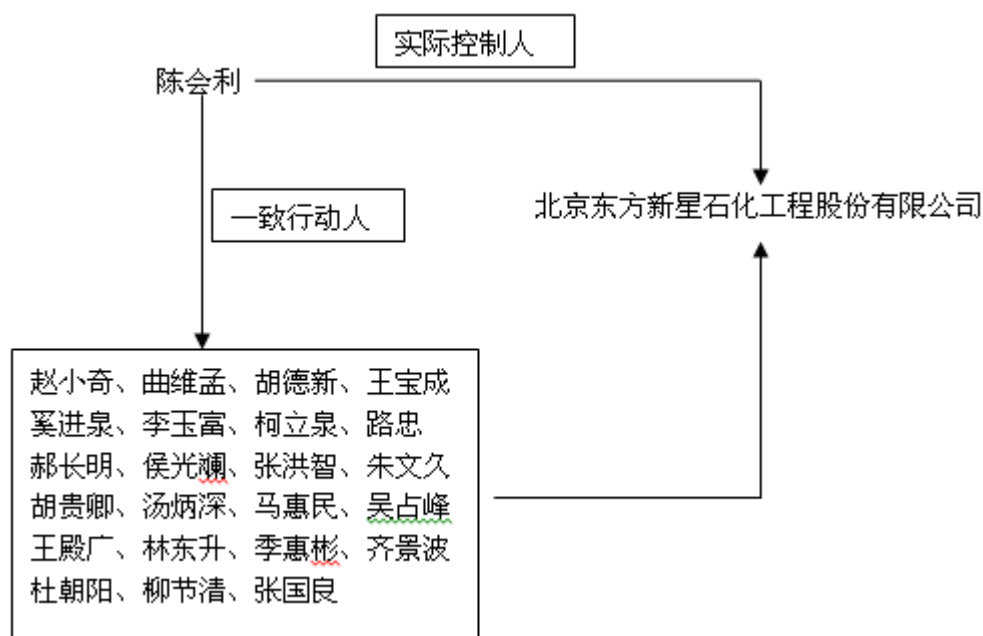 实际控制人
陈会利
一致行动人
北京东方新星石化工程股份有限公司
赵小奇、曲维孟、胡德新、王宝成
奚进泉、李玉富、柯立泉、路忠
郝长明、侯光斓、张洪智、朱文久
胡贵卿、汤炳深、马惠民、吴占峰
王殿广、林东升、季惠彬、齐景波
杜朝阳、柳节清、张国良